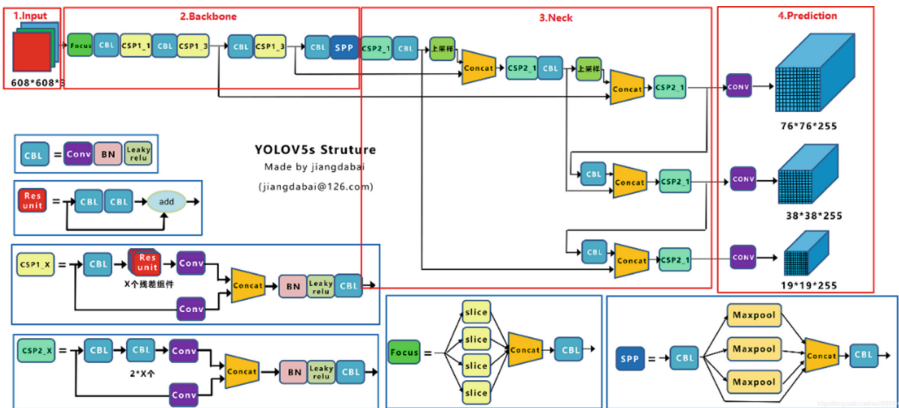 1.Input
2.Backbone
3.Neck
4.Prediction
Focus CBL CSP1_1 CBL CSP1_3 CBL CSP1_3 CBL SPP CSP2_1 CBL 上采样
Concat CSP2_1 CBL 上采样
Concat CSP2_1 CONV
608*608*3
76*76*255
YOLOV5s Struture
Made by jiangdabai
(jiangdabai@126.com)
CBL = Conv BN Leaky relu
CBL Concat CSP2_1 CONV
38*38*255
Res unit = CBL CBL add
CBL Concat CSP2_1 CONV
19*19*255
CSP1_X = CBL Res unit Conv
X个残差组件
Concat BN Leaky relu CBL
Conv
CSP2_X = CBL CBL Conv
2*X个
Concat BN Leaky relu CBL
Conv
Focus = slice
slice
slice
slice
Concat CBL
SPP = CBL Maxpool
Maxpool
Maxpool
Concat CBL